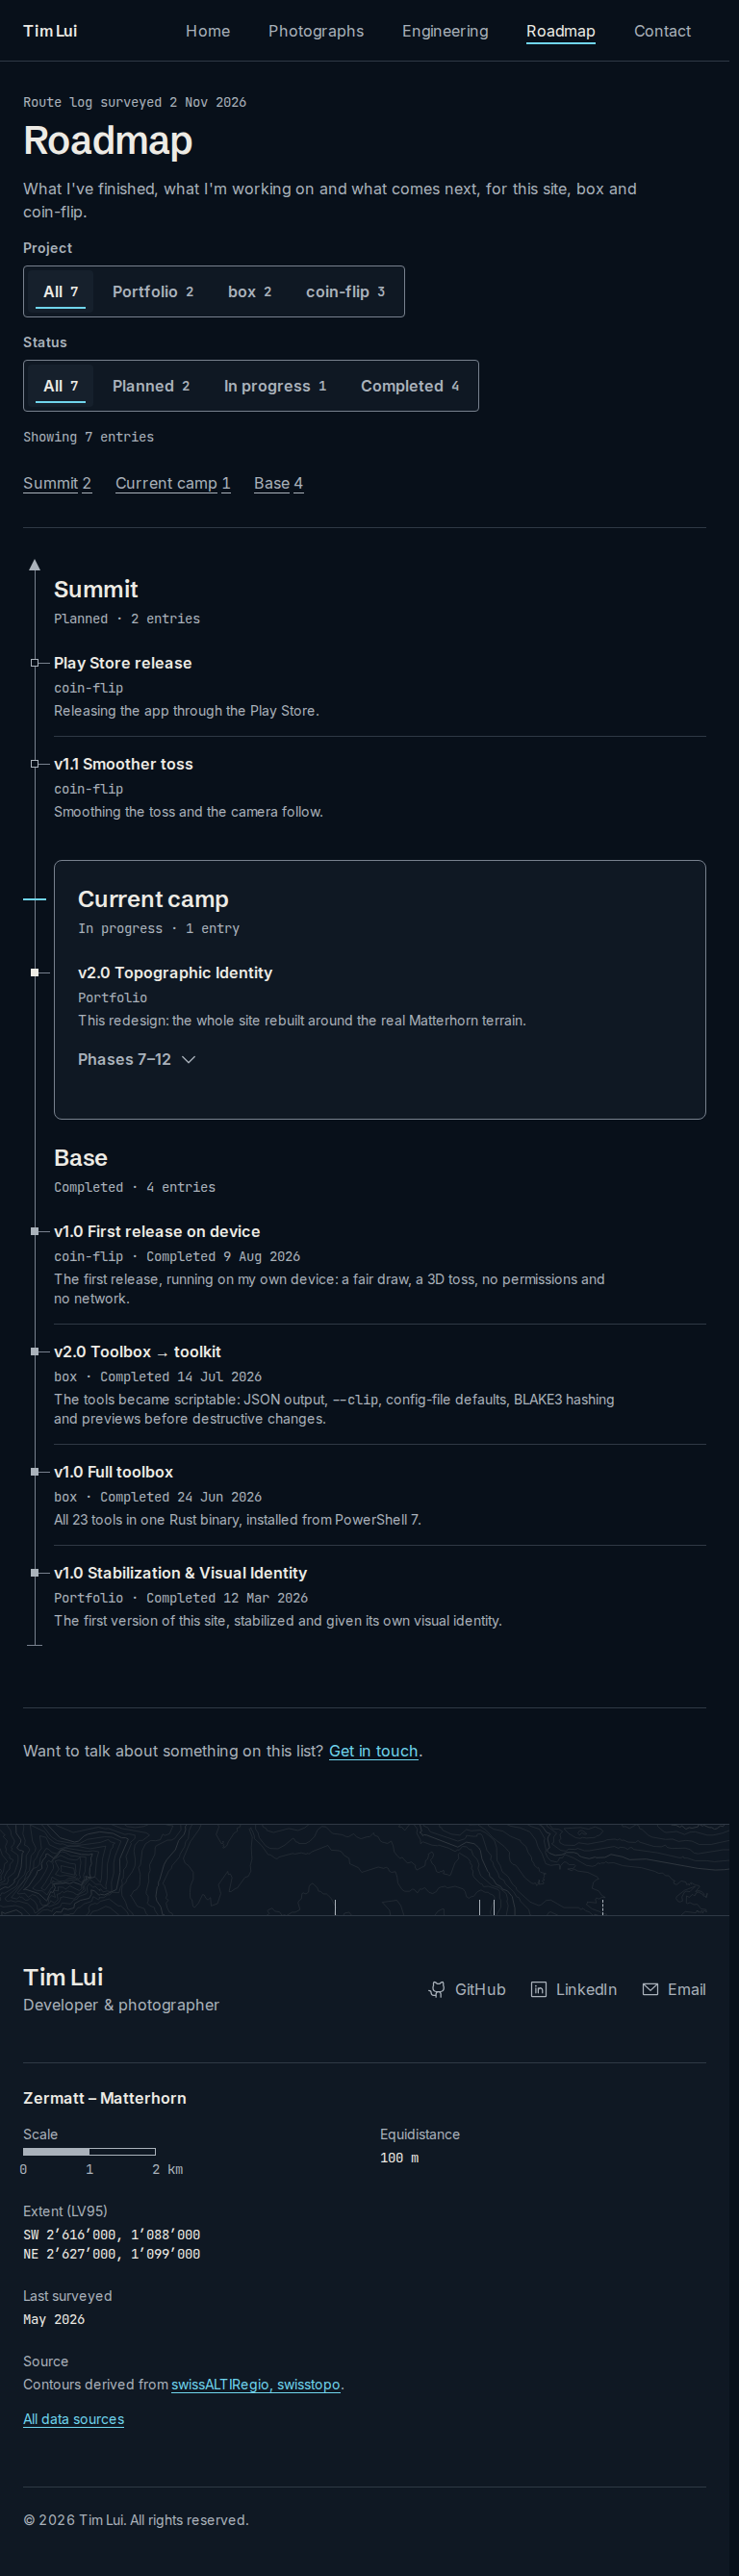 Tim Lui
Home
Photographs
Engineering
Roadmap
Contact
Route log surveyed 2 Nov 2026
Roadmap
What I've finished, what I'm working on and what comes next, for this site, box and
coin-flip.
Project
All 7
Portfolio 2
box 2
coin-flip 3
Status
All 7
Planned 2
In progress 1
Completed 4
Showing 7 entries
Summit 2
Current camp 1
Base 4
Summit
Planned · 2 entries
Play Store release
coin-flip
Releasing the app through the Play Store.
v1.1 Smoother toss
coin-flip
Smoothing the toss and the camera follow.
Current camp
In progress · 1 entry
v2.0 Topographic Identity
Portfolio
This redesign: the whole site rebuilt around the real Matterhorn terrain.
Phases 7–12
Base
Completed · 4 entries
v1.0 First release on device
coin-flip · Completed 9 Aug 2026
The first release, running on my own device: a fair draw, a 3D toss, no permissions and
no network.
v2.0 Toolbox → toolkit
box · Completed 14 Jul 2026
The tools became scriptable: JSON output, --clip, config-file defaults, BLAKE3 hashing
and previews before destructive changes.
v1.0 Full toolbox
box · Completed 24 Jun 2026
All 23 tools in one Rust binary, installed from PowerShell 7.
v1.0 Stabilization & Visual Identity
Portfolio · Completed 12 Mar 2026
The first version of this site, stabilized and given its own visual identity.
Want to talk about something on this list? Get in touch.
Tim Lui
Developer & photographer
GitHub
LinkedIn
Email
Zermatt – Matterhorn
Scale
0 1 2 km
Equidistance
100 m
Extent (LV95)
SW 2’616’000, 1’088’000
NE 2’627’000, 1’099’000
Last surveyed
May 2026
Source
Contours derived from swissALTIRegio, swisstopo.
All data sources
© 2026 Tim Lui. All rights reserved.